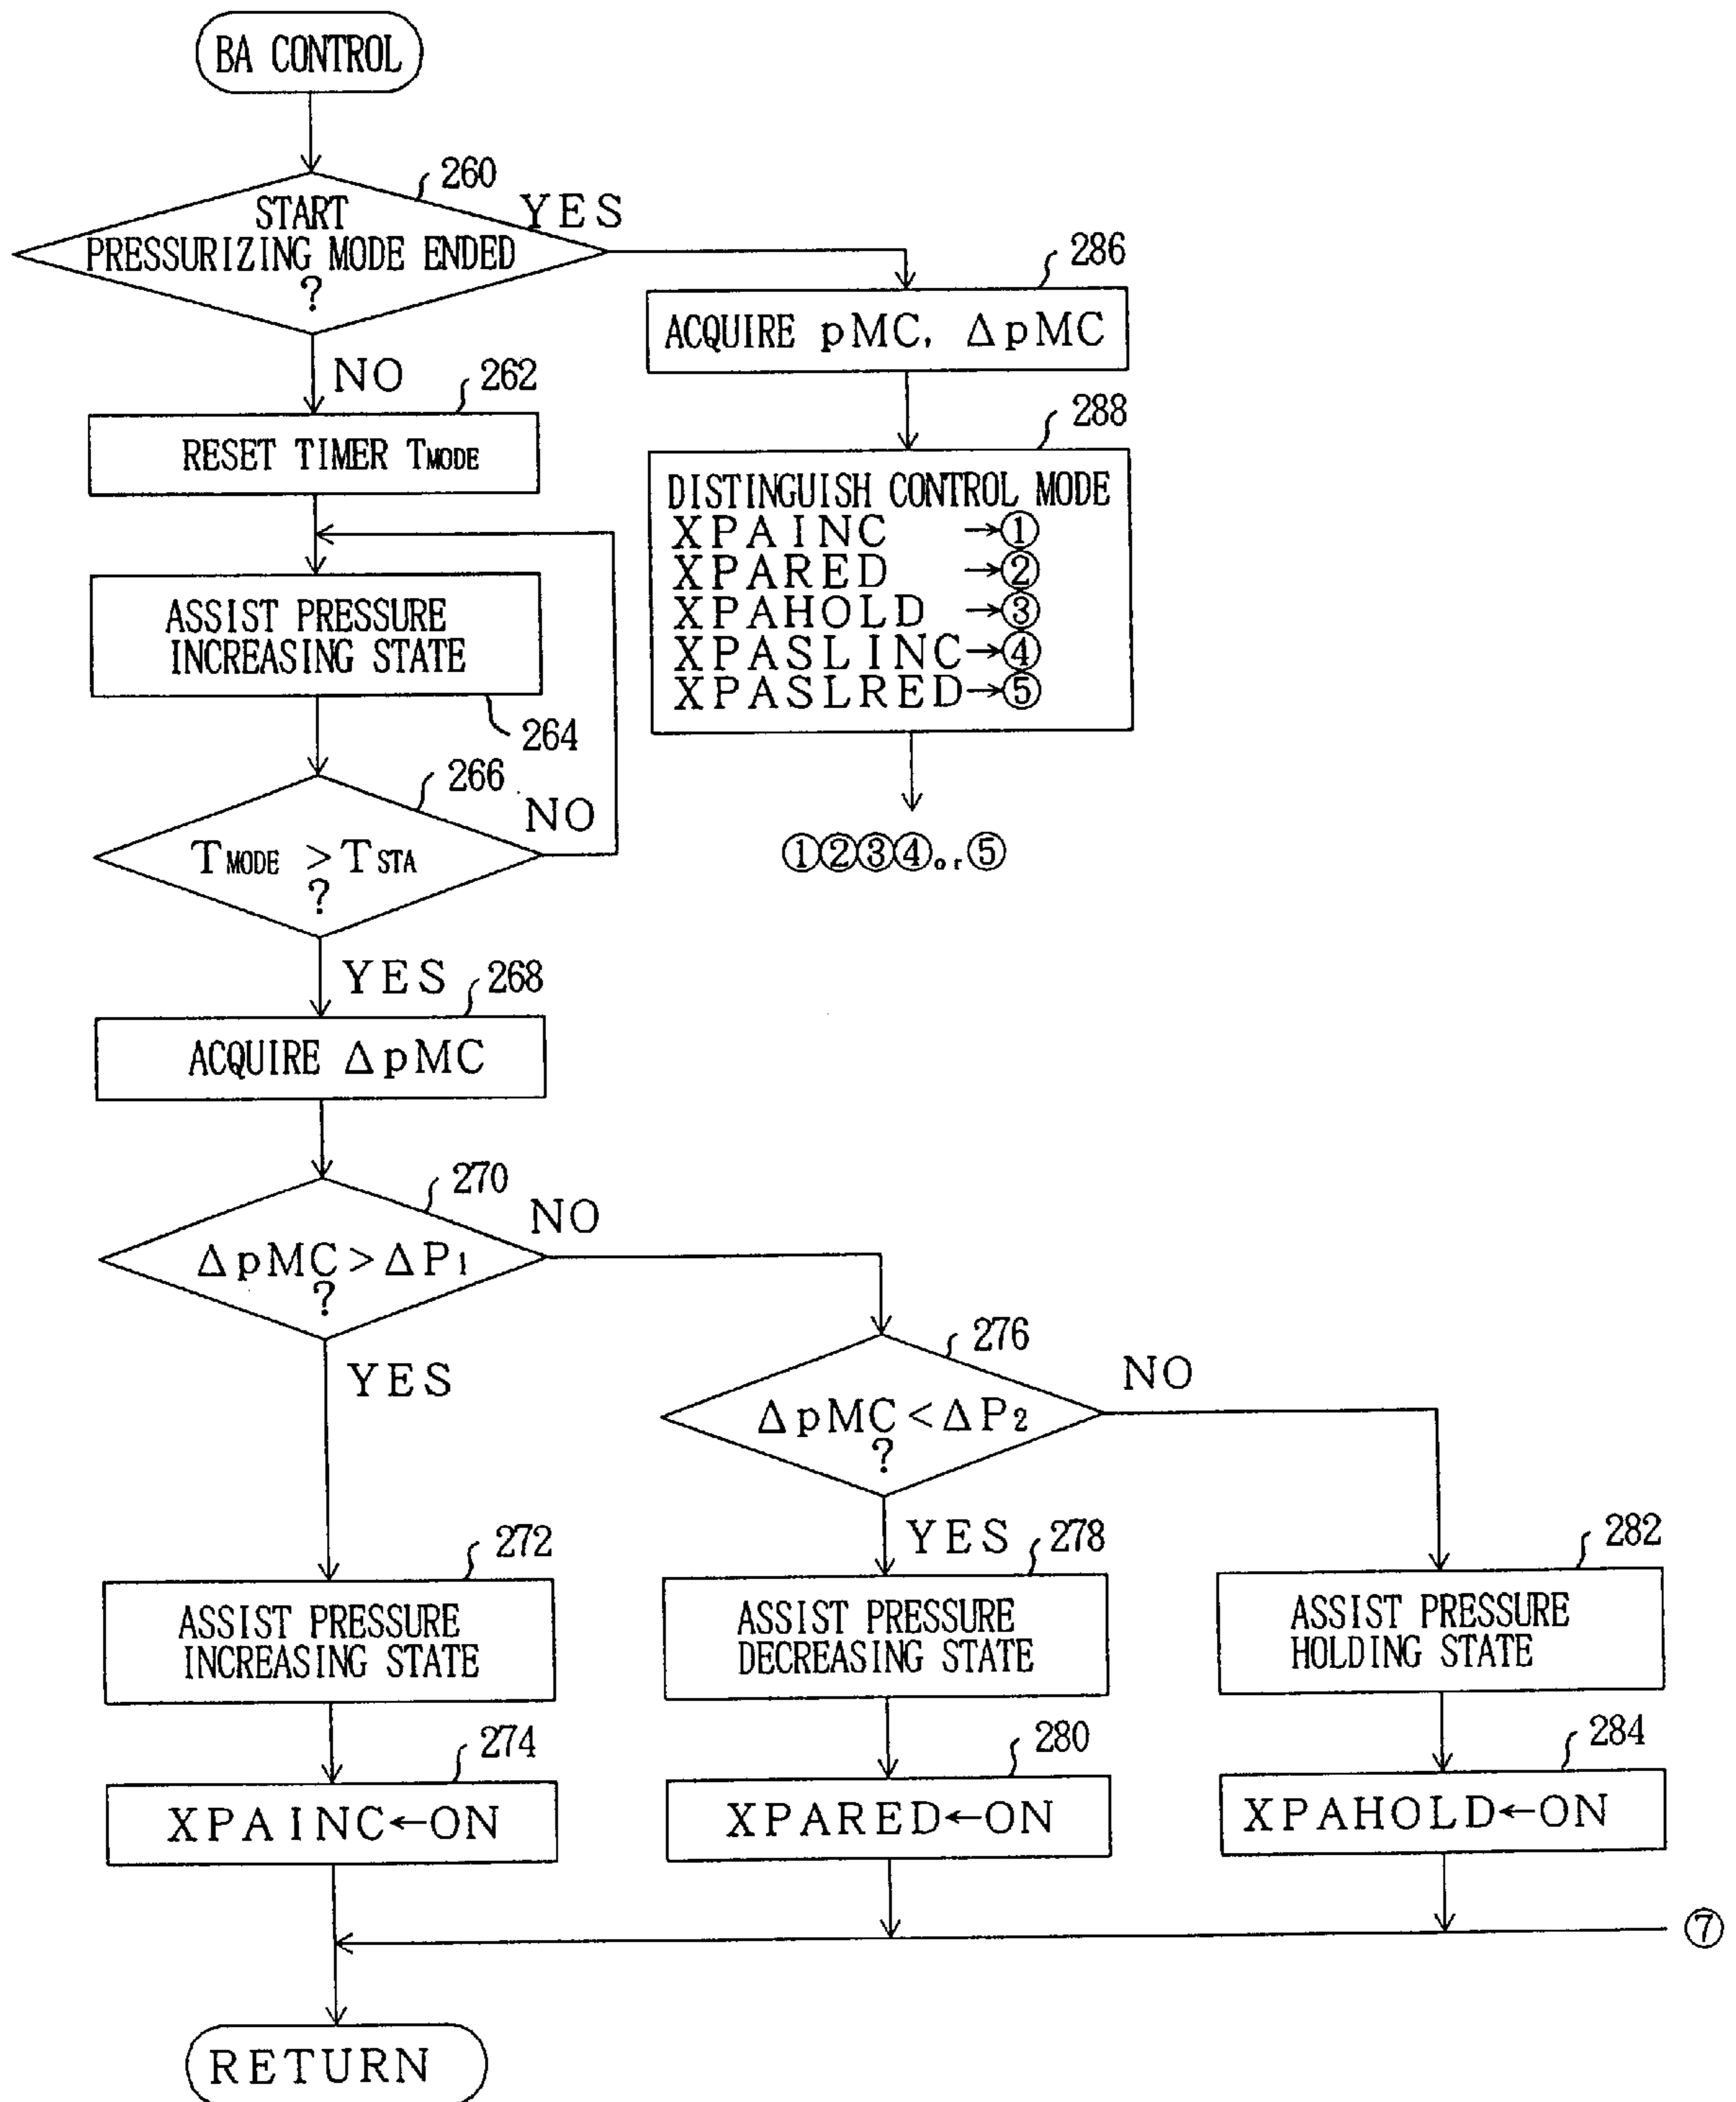 BA CONTROL
260
START
PRESSURIZING MODE ENDED
?
YES
NO
286
ACQUIRE pMC, ΔpMC
262
RESET TIMER TMODE
288
DISTINGUISH CONTROL MODE
XPAINC →①
XPARED →②
XPAHOLD →③
XPASLINC→④
XPASLRED→⑤
①②③④or⑤
ASSIST PRESSURE
INCREASING STATE
264
266
NO
TMODE > TSTA
?
YES
268
ACQUIRE ΔpMC
270
NO
ΔpMC>ΔP1
?
YES
276
NO
ΔpMC<ΔP2
?
YES
272
ASSIST PRESSURE
INCREASING STATE
278
ASSIST PRESSURE
DECREASING STATE
282
ASSIST PRESSURE
HOLDING STATE
274
XPAINC←ON
280
XPARED←ON
284
XPAHOLD←ON
⑦
RETURN